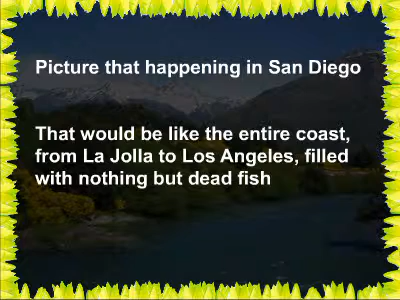 Picture that happening in San Diego
That would be like the entire coast,
from La Jolla to Los Angeles, filled
with nothing but dead fish